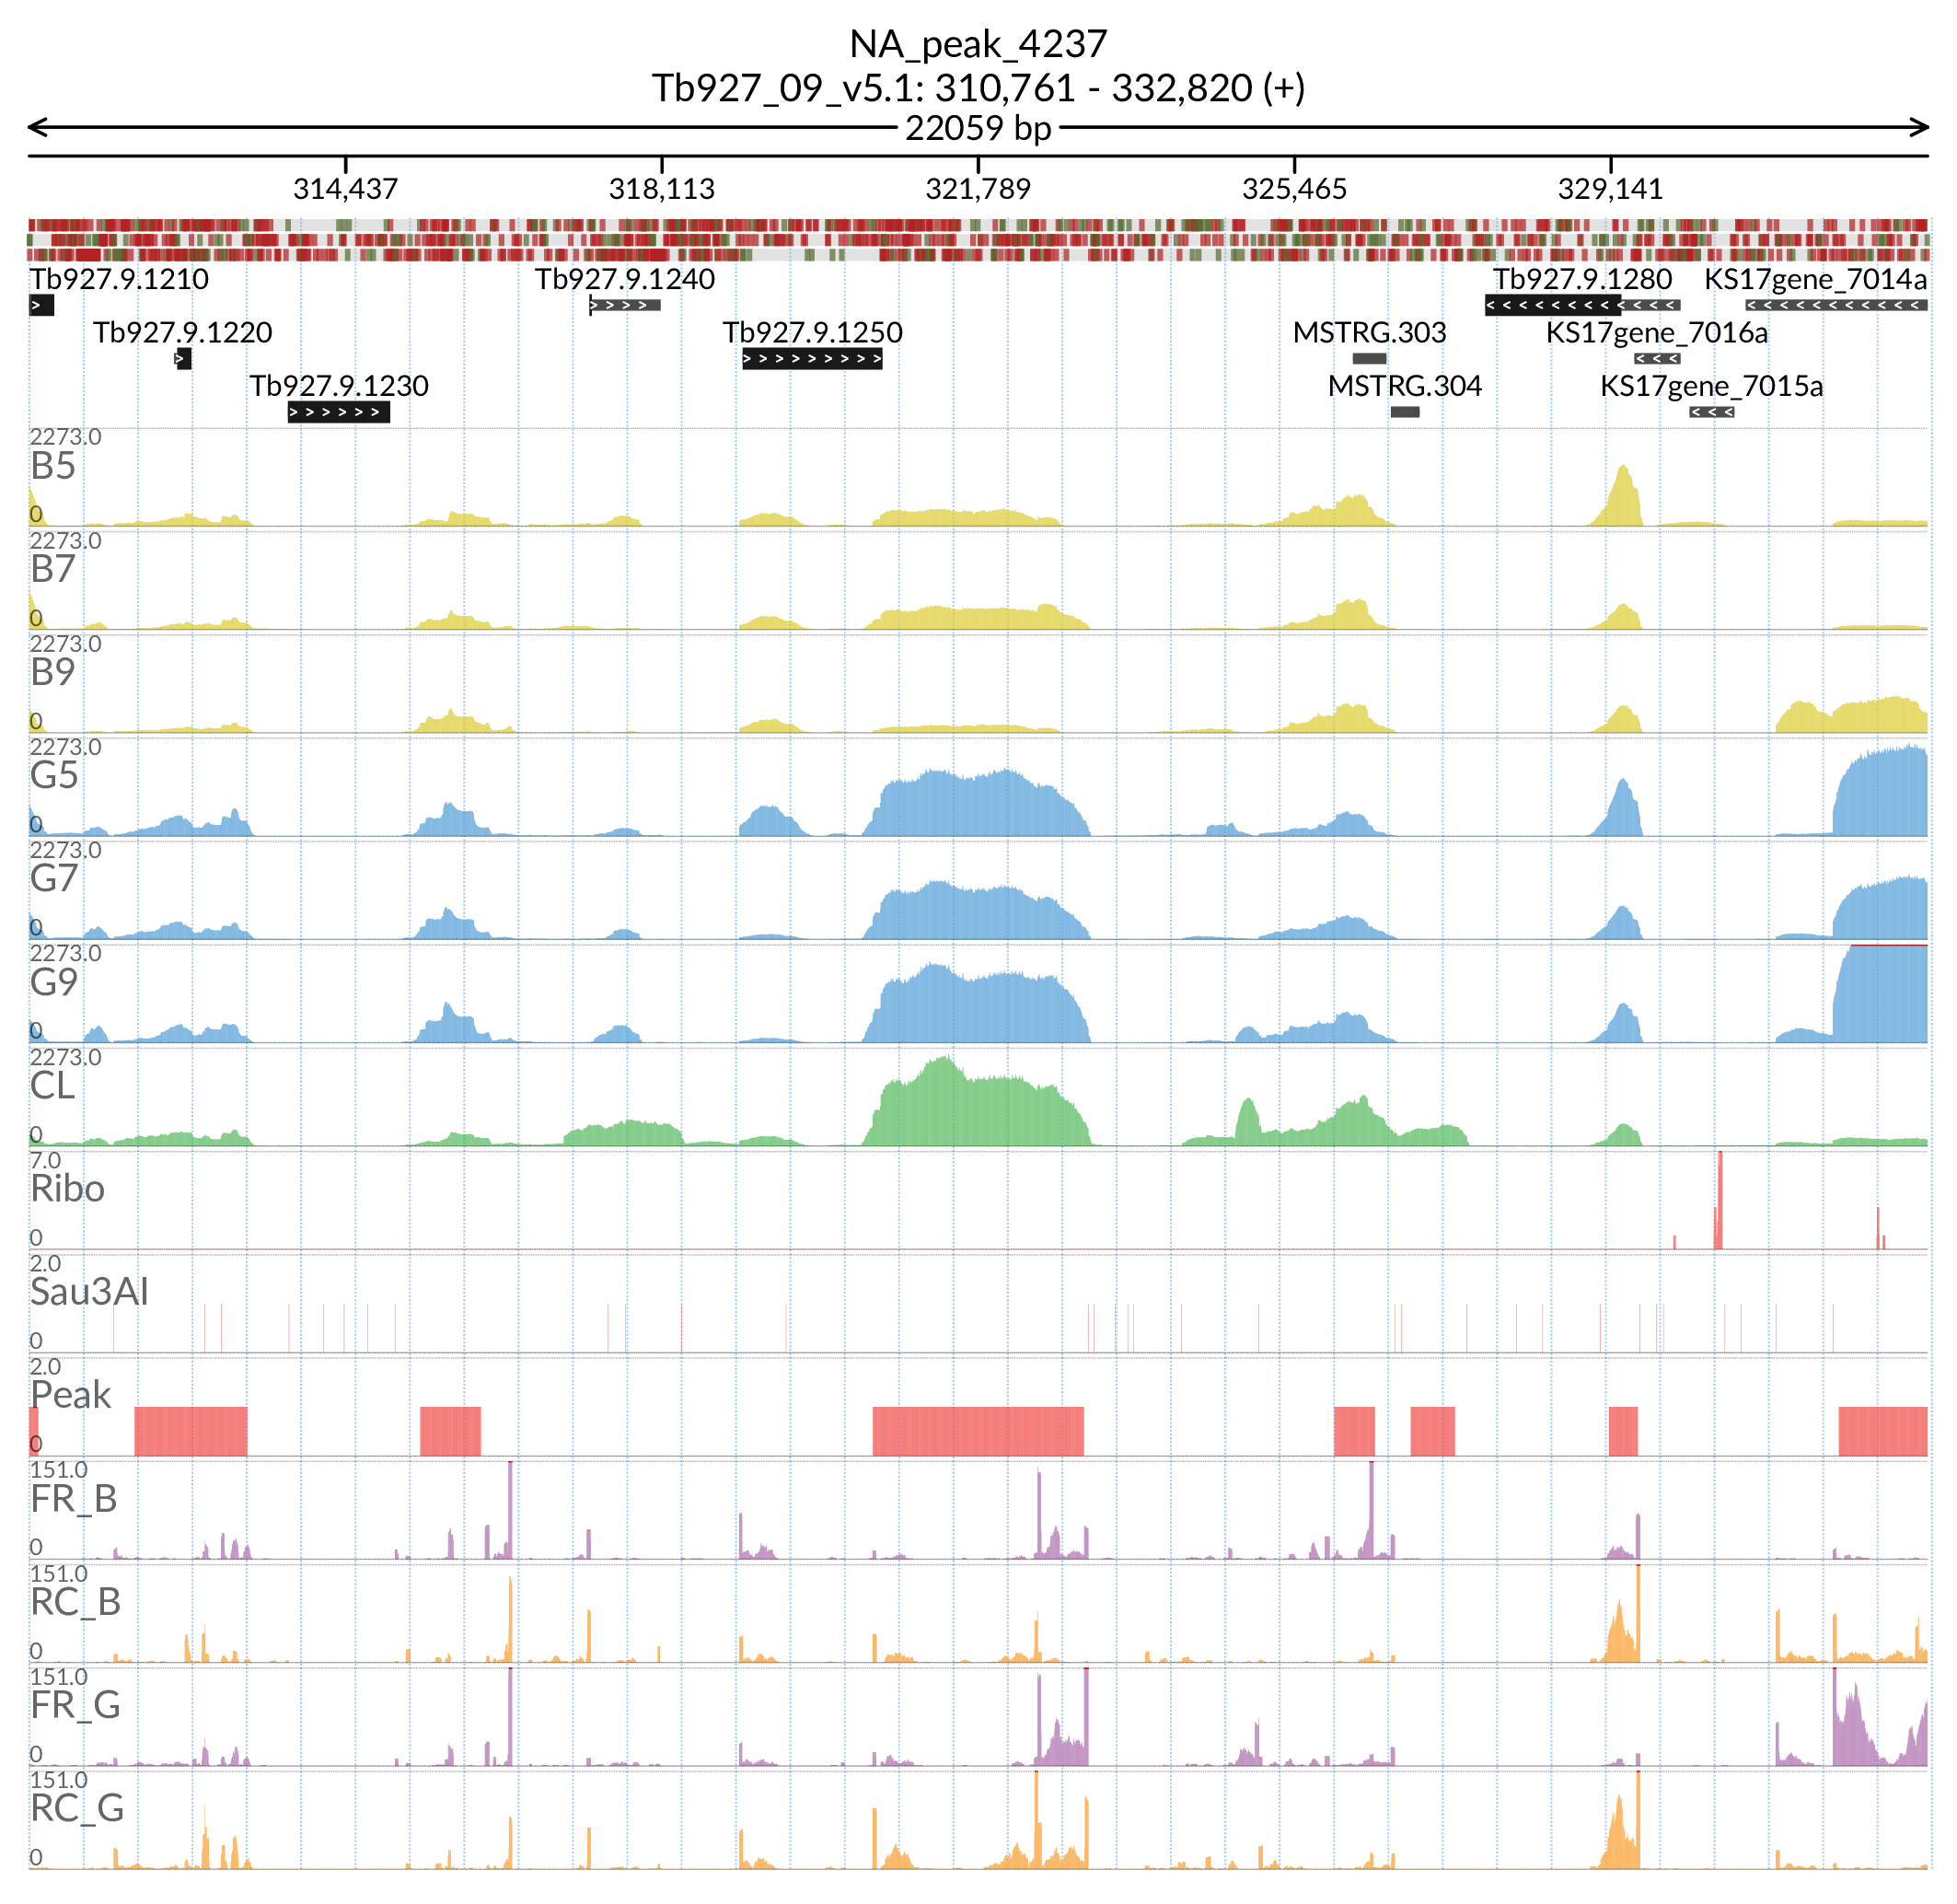 NA_peak_4237
Tb927_09_v5.1: 310,761 - 332,820 (+)
22059 bp
314,437 318,113 321,789 325,465 329,141
Tb927.9.1210 Tb927.9.1240 Tb927.9.1280 KS17gene_7014a
Tb927.9.1220 Tb927.9.1250 MSTRG.303 KS17gene_7016a
Tb927.9.1230 MSTRG.304 KS17gene_7015a
2273.0
B5
0
2273.0
B7
0
2273.0
B9
0
2273.0
G5
0
2273.0
G7
0
2273.0
G9
0
2273.0
CL
0
7.0
Ribo
0
2.0
Sau3AI
0
2.0
Peak
0
151.0
FR_B
0
151.0
RC_B
0
151.0
FR_G
0
151.0
RC_G
0